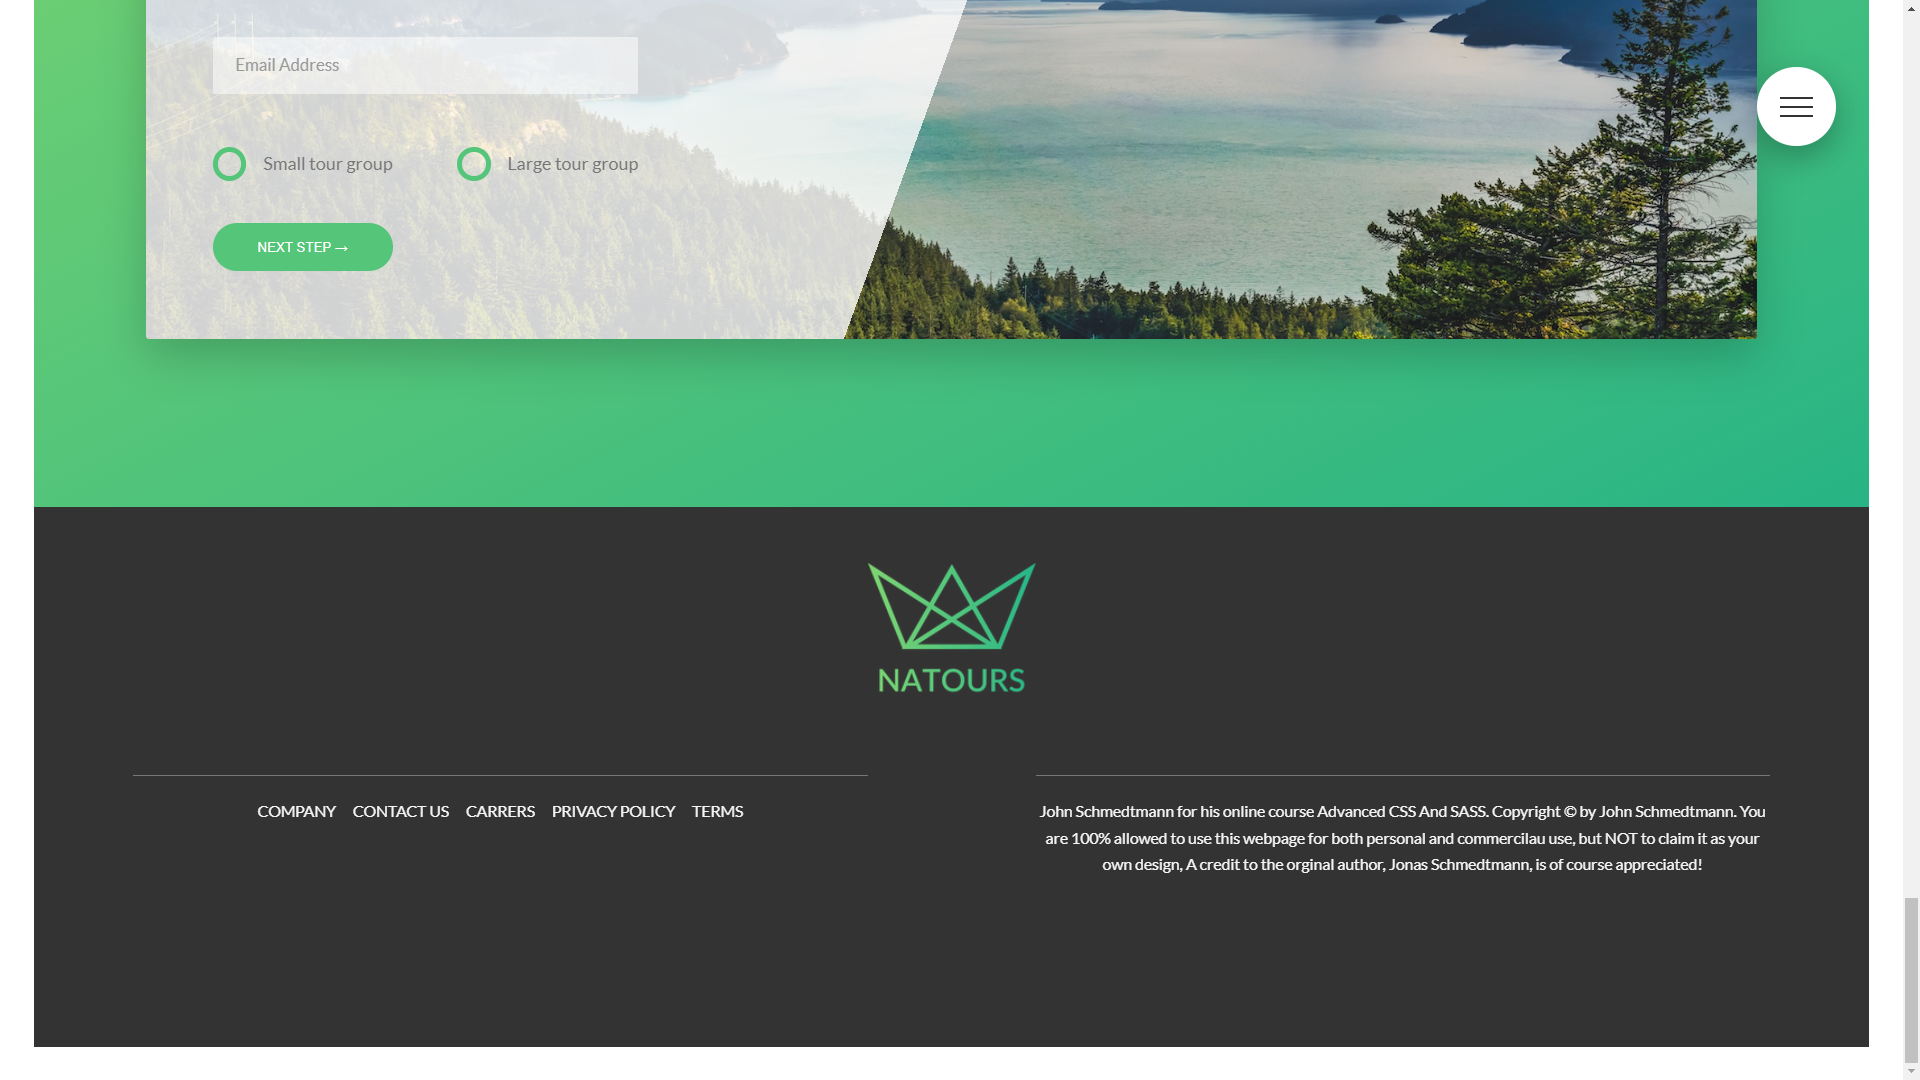 Email Address
Small tour group Large tour group
NEXT STEP →
NATOURS
COMPANY CONTACT US CARRERS PRIVACY POLICY TERMS
John Schmedtmann for his online course Advanced CSS And SASS. Copyright © by John Schmedtmann. You
are 100% allowed to use this webpage for both personal and commercilau use, but NOT to claim it as your
own design, A credit to the orginal author, Jonas Schmedtmann, is of course appreciated!